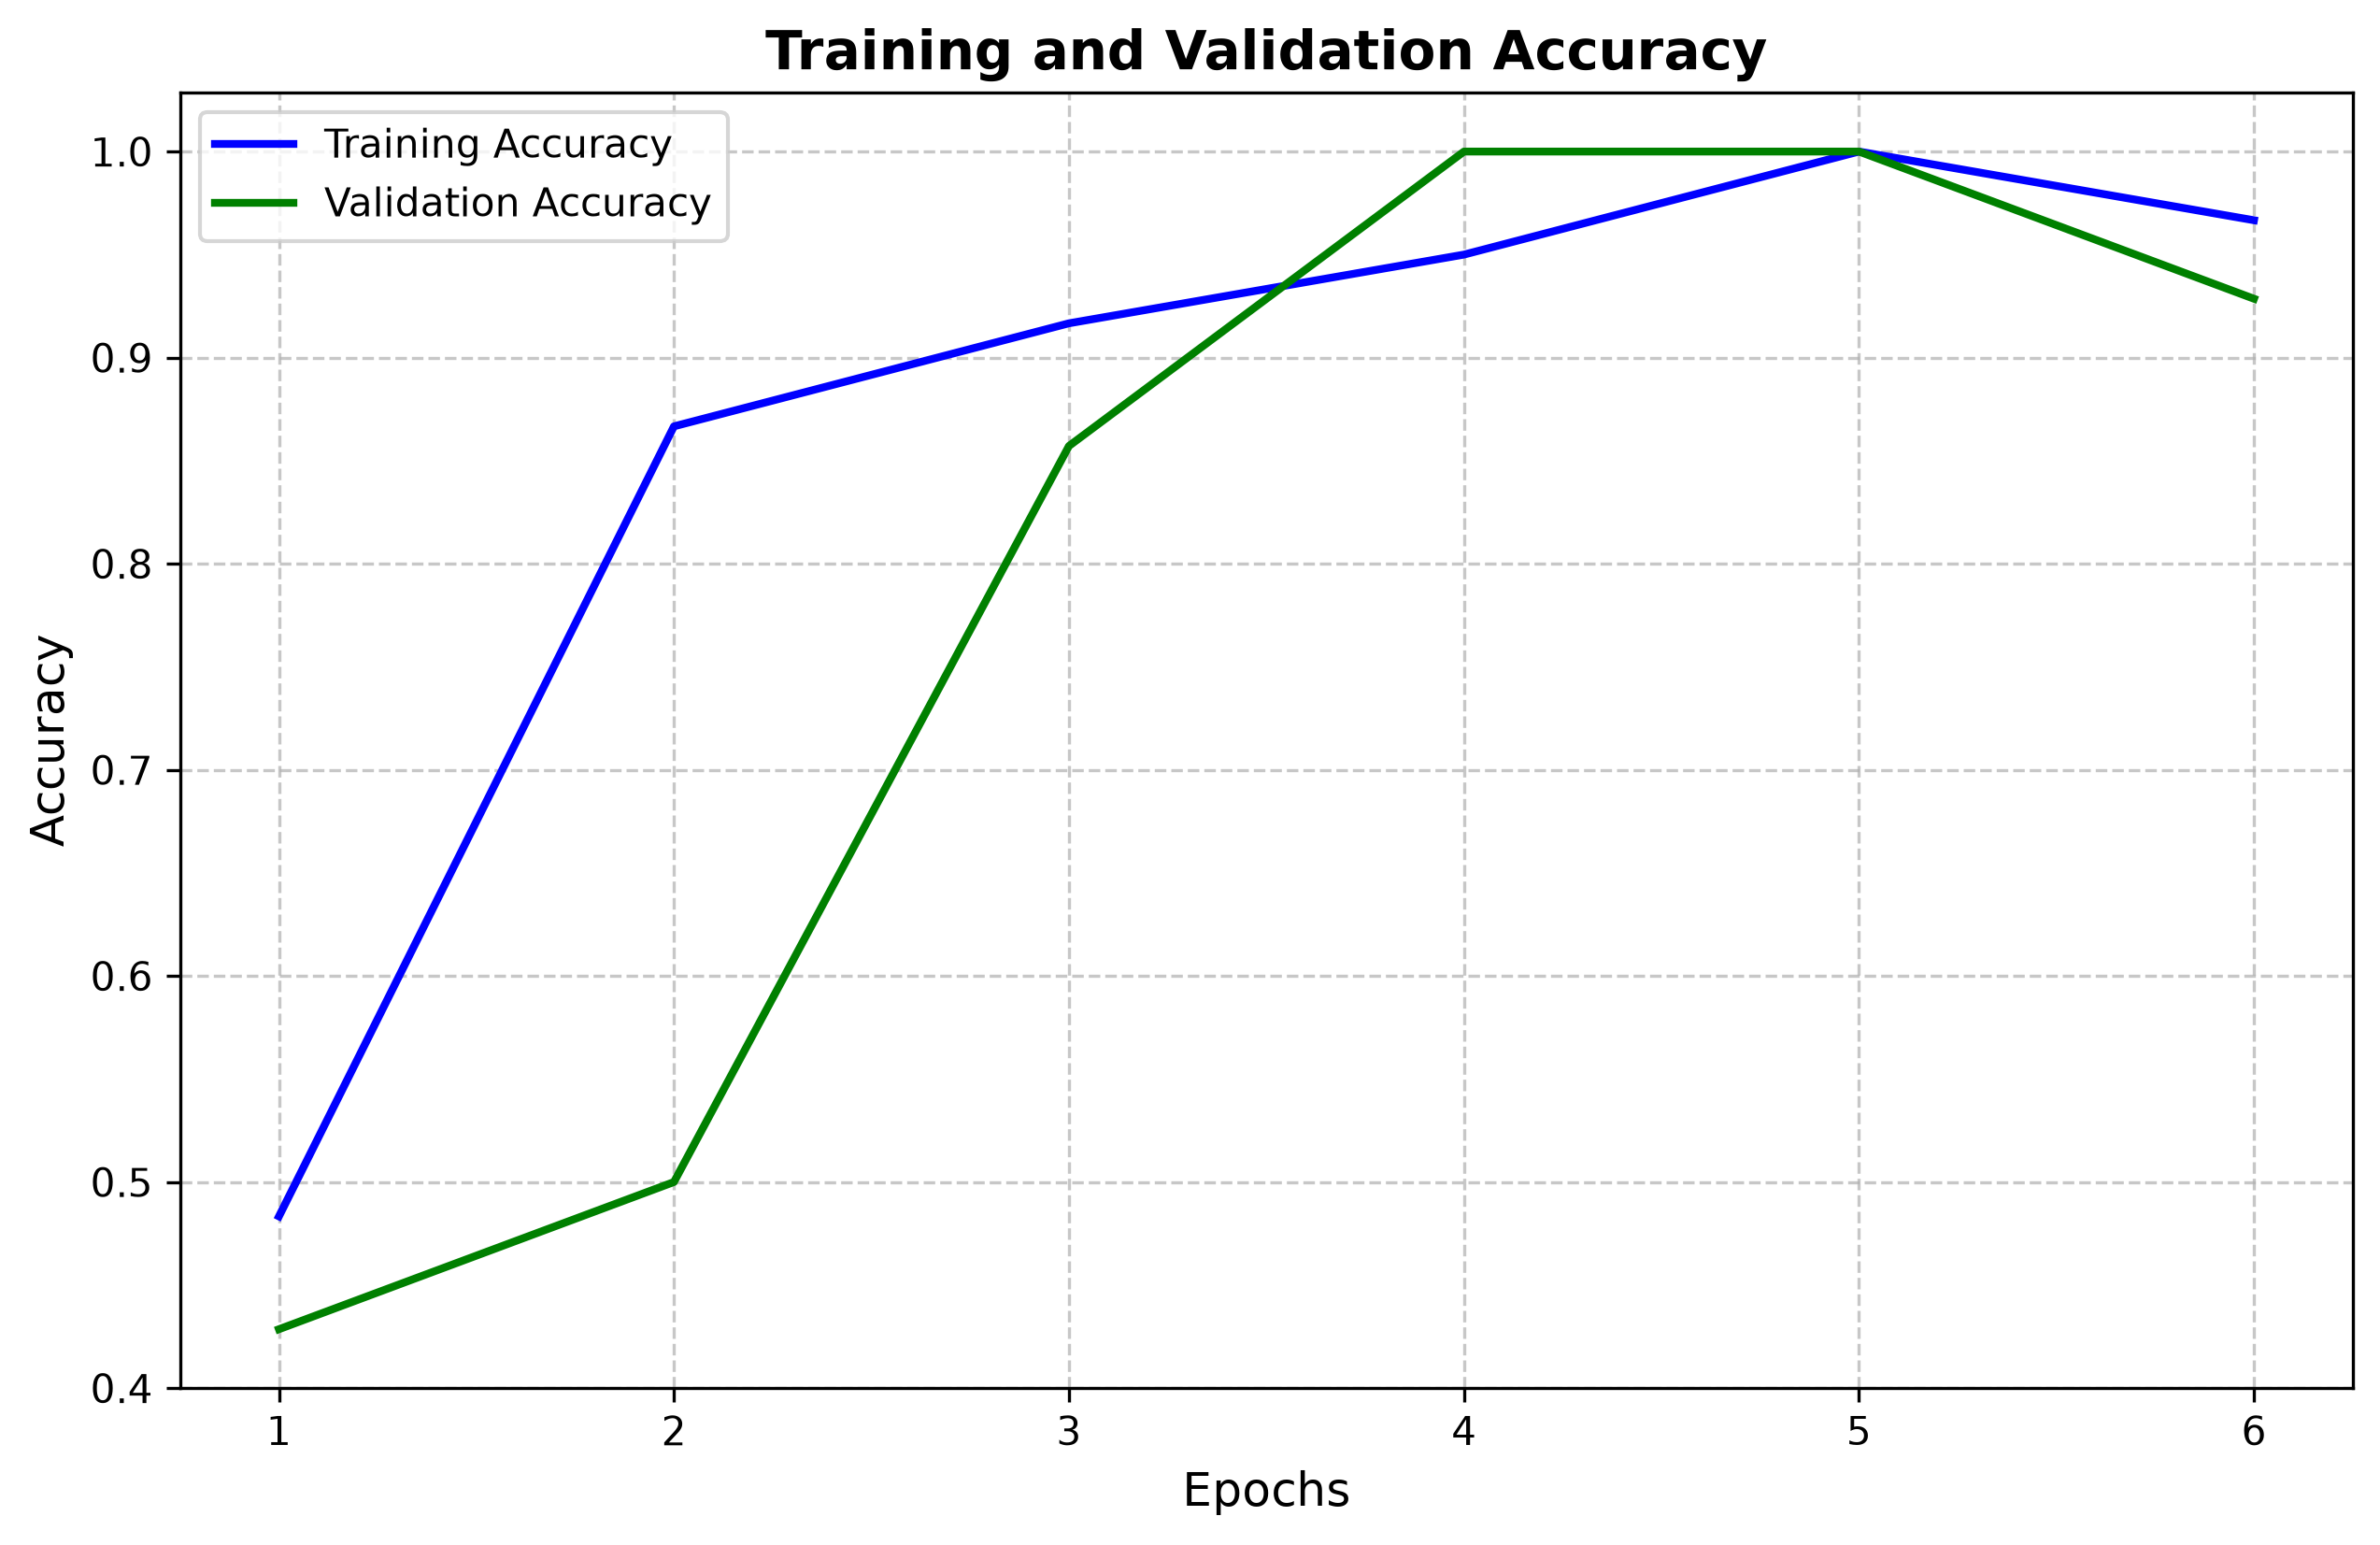 Training and Validation Accuracy
Training Accuracy
Validation Accuracy
1.0
0.9
0.8
0.7
0.6
0.5
0.4
Accuracy
1 2 3 4 5 6
Epochs